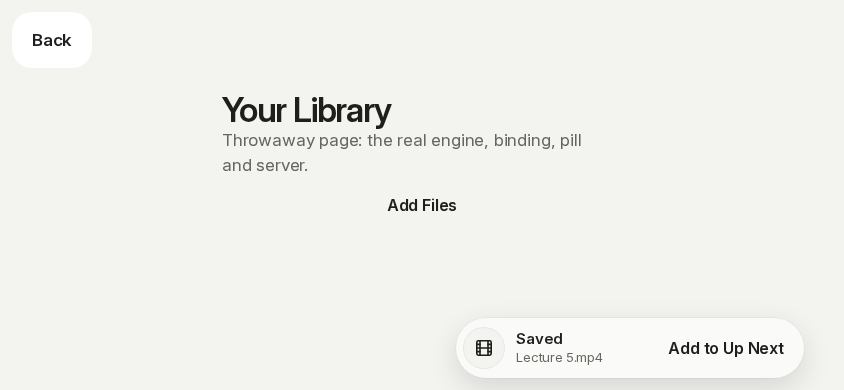 Back
Your Library
Throwaway page: the real engine, binding, pill
and server.
Add Files
Saved
Lecture 5.mp4
Add to Up Next